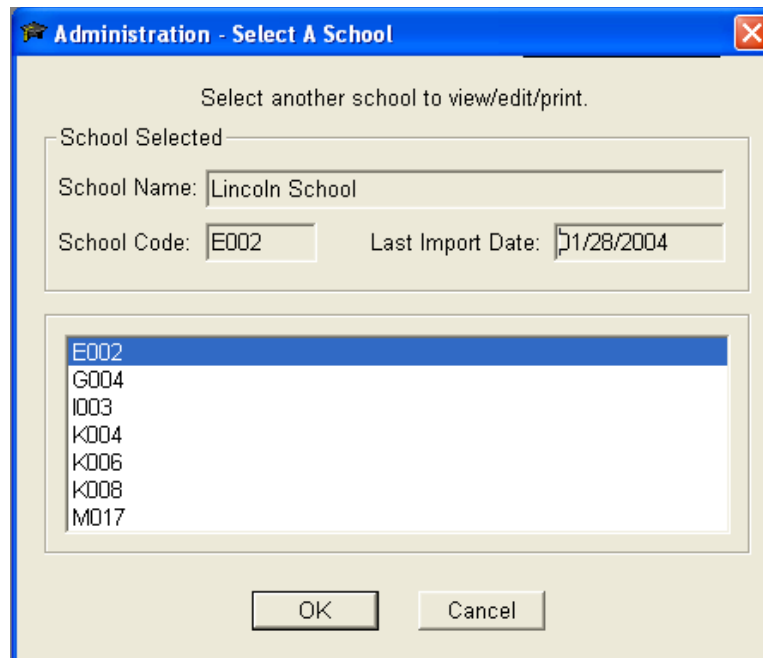 Administration - Select A School
Select another school to view/edit/print.
School Selected
School Name: Lincoln School
School Code: E002 Last Import Date: 01/28/2004
E002
G004
I003
K004
K006
K008
M017
OK Cancel